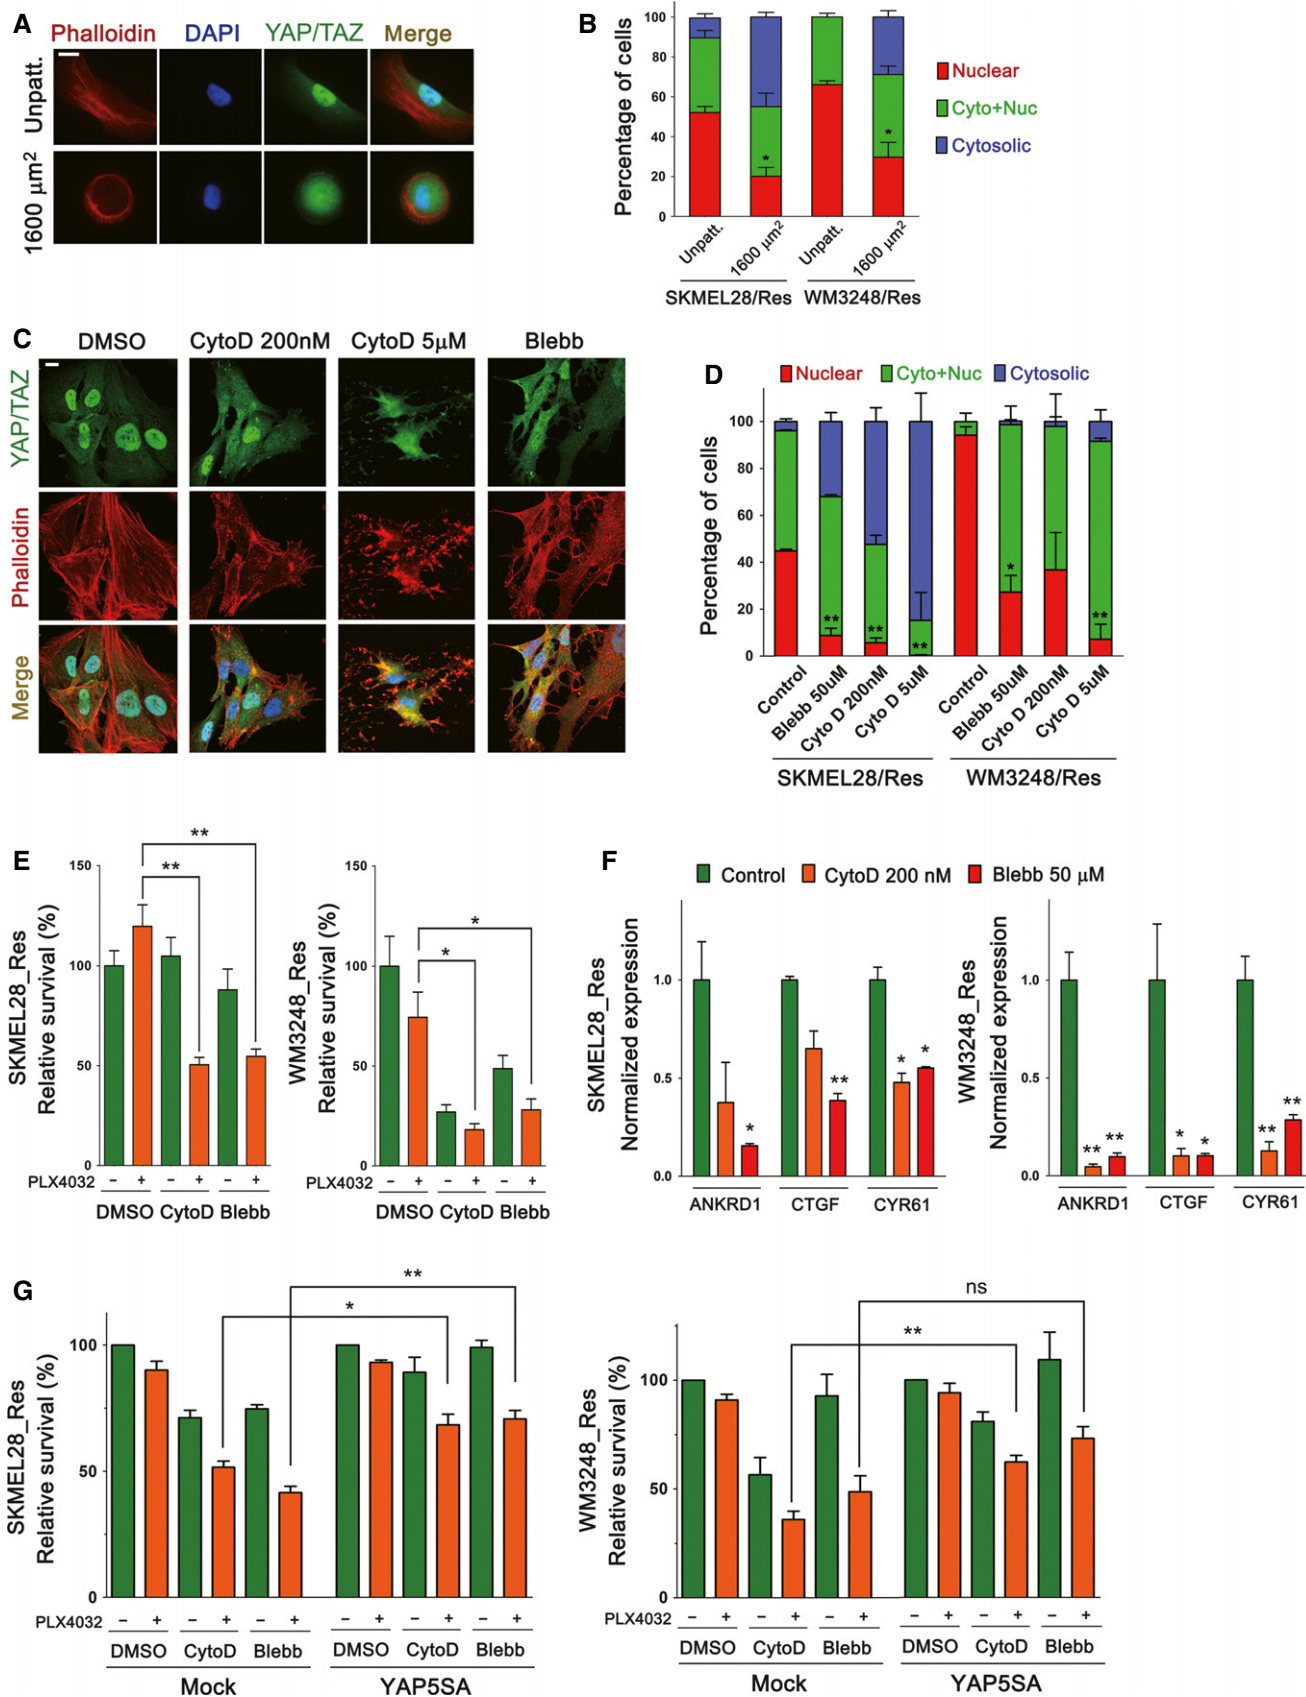 A
Phalloidin DAPI YAP/TAZ Merge
Unpatt.
1600 µm²
B
Percentage of cells
100
80
60
40
20
0
* *
Nuclear
Cyto+Nuc
Cytosolic
Unpatt. 1600 µm² Unpatt. 1600 µm²
SKMEL28/Res WM3248/Res
C
DMSO CytoD 200nM CytoD 5µM Blebb
YAP/TAZ
Phalloidin
Merge
D
Nuclear Cyto+Nuc Cytosolic
Percentage of cells
100
80
60
40
20
0
** ** ** * **
Control Blebb 50uM Cyto D 200nM Cyto D 5uM Control Blebb 50uM Cyto D 200nM Cyto D 5uM
SKMEL28/Res WM3248/Res
E
SKMEL28_Res
Relative survival (%)
150
100
50
0
**
**
PLX4032 − + − + − +
DMSO CytoD Blebb
WM3248_Res
Relative survival (%)
150
100
50
0
*
*
− + − + − +
DMSO CytoD Blebb
F
Control CytoD 200 nM Blebb 50 µM
SKMEL28_Res
Normalized expression
1.0
0.5
0.0
* ** * *
ANKRD1 CTGF CYR61
WM3248_Res
Normalized expression
1.0
0.5
0.0
** ** * * ** **
ANKRD1 CTGF CYR61
G
SKMEL28_Res
Relative survival (%)
100
50
0
**
*
PLX4032 − + − + − + − + − + − +
DMSO CytoD Blebb DMSO CytoD Blebb
Mock YAP5SA
WM3248_Res
Relative survival (%)
100
50
0
ns
**
PLX4032 − + − + − + − + − + − +
DMSO CytoD Blebb DMSO CytoD Blebb
Mock YAP5SA